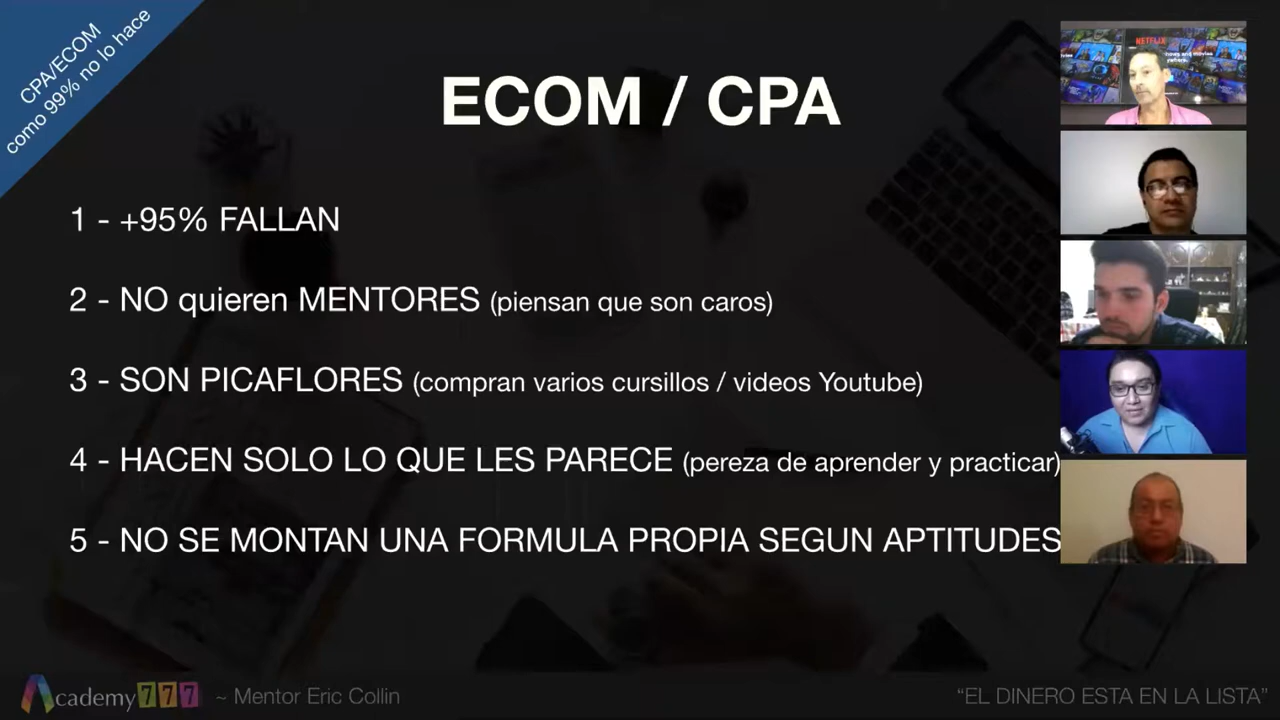 CPA/ECOM
como 99% no lo hace
ECOM / CPA
1 - +95% FALLAN
2 - NO quieren MENTORES (piensan que son caros)
3 - SON PICAFLORES (compran varios cursillos / videos Youtube)
4 - HACEN SOLO LO QUE LES PARECE (pereza de aprender y practicar)
5 - NO SE MONTAN UNA FORMULA PROPIA SEGUN APTITUDES
NETFLIX
Academy 777 ~ Mentor Eric Collin
“EL DINERO ESTA EN LA LISTA”